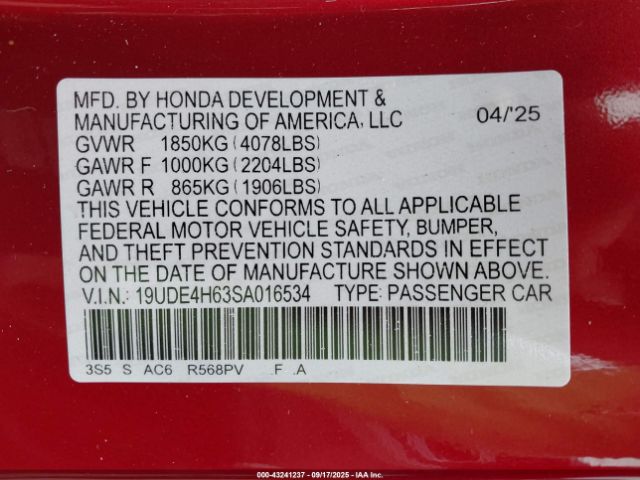 MFD. BY HONDA DEVELOPMENT &
MANUFACTURING OF AMERICA, LLC 04/'25
GVWR 1850KG (4078LBS)
GAWR F 1000KG (2204LBS)
GAWR R 865KG (1906LBS)
THIS VEHICLE CONFORMS TO ALL APPLICABLE
FEDERAL MOTOR VEHICLE SAFETY, BUMPER,
AND THEFT PREVENTION STANDARDS IN EFFECT
ON THE DATE OF MANUFACTURE SHOWN ABOVE.
V.I.N.: 19UDE4H63SA016534 TYPE: PASSENGER CAR
3S5 S AC6 R568PV .F .A
000-43241237 - 09/17/2025 - IAA Inc.